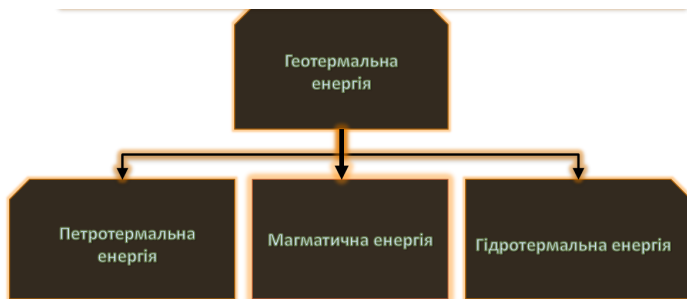 Геотермальна
енергія
Петротермальна
енергія
Магматична енергія
Гідротермальна енергія